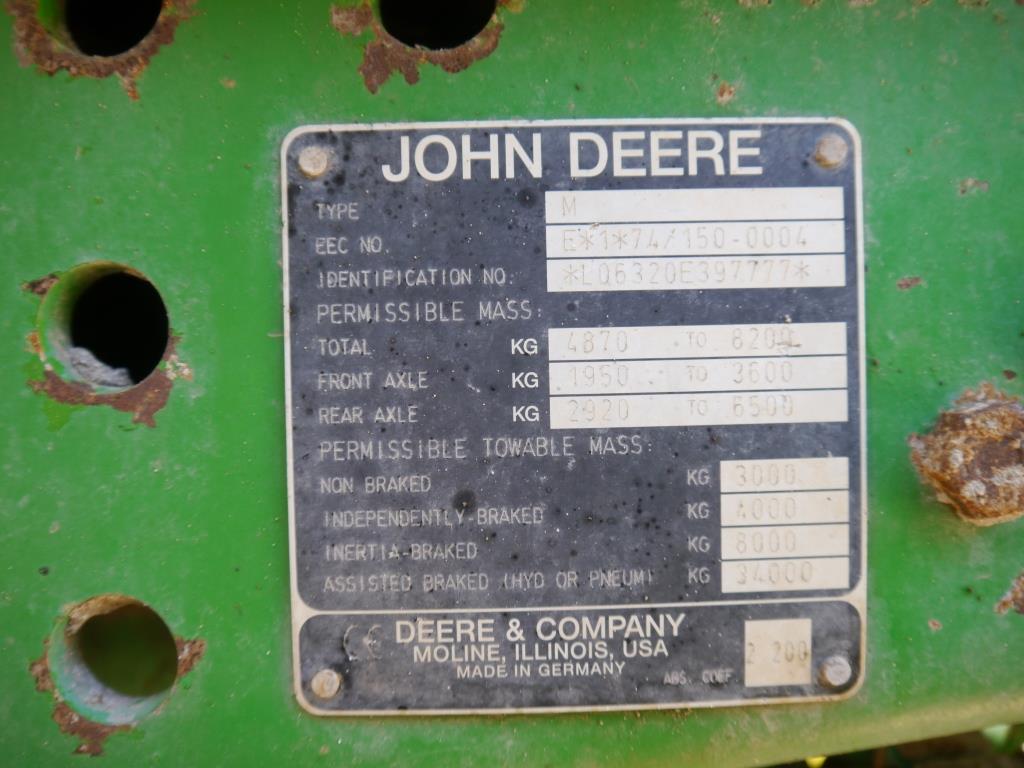 JOHN DEERE
TYPE M
EEC NO. E*1*74/150-0004
IDENTIFICATION NO: *LQ6320E397777*
PERMISSIBLE MASS:
TOTAL KG 4870 TO 8200
FRONT AXLE KG 1950 TO 3600
REAR AXLE KG 2920 TO 6500
PERMISSIBLE TOWABLE MASS:
NON BRAKED KG 3000
INDEPENDENTLY-BRAKED KG 4000
INERTIA-BRAKED KG 8000
ASSISTED BRAKED (HYD OR PNEUM) KG 34000
CE DEERE & COMPANY
MOLINE, ILLINOIS, USA
MADE IN GERMANY
ABS. COEF 2 200